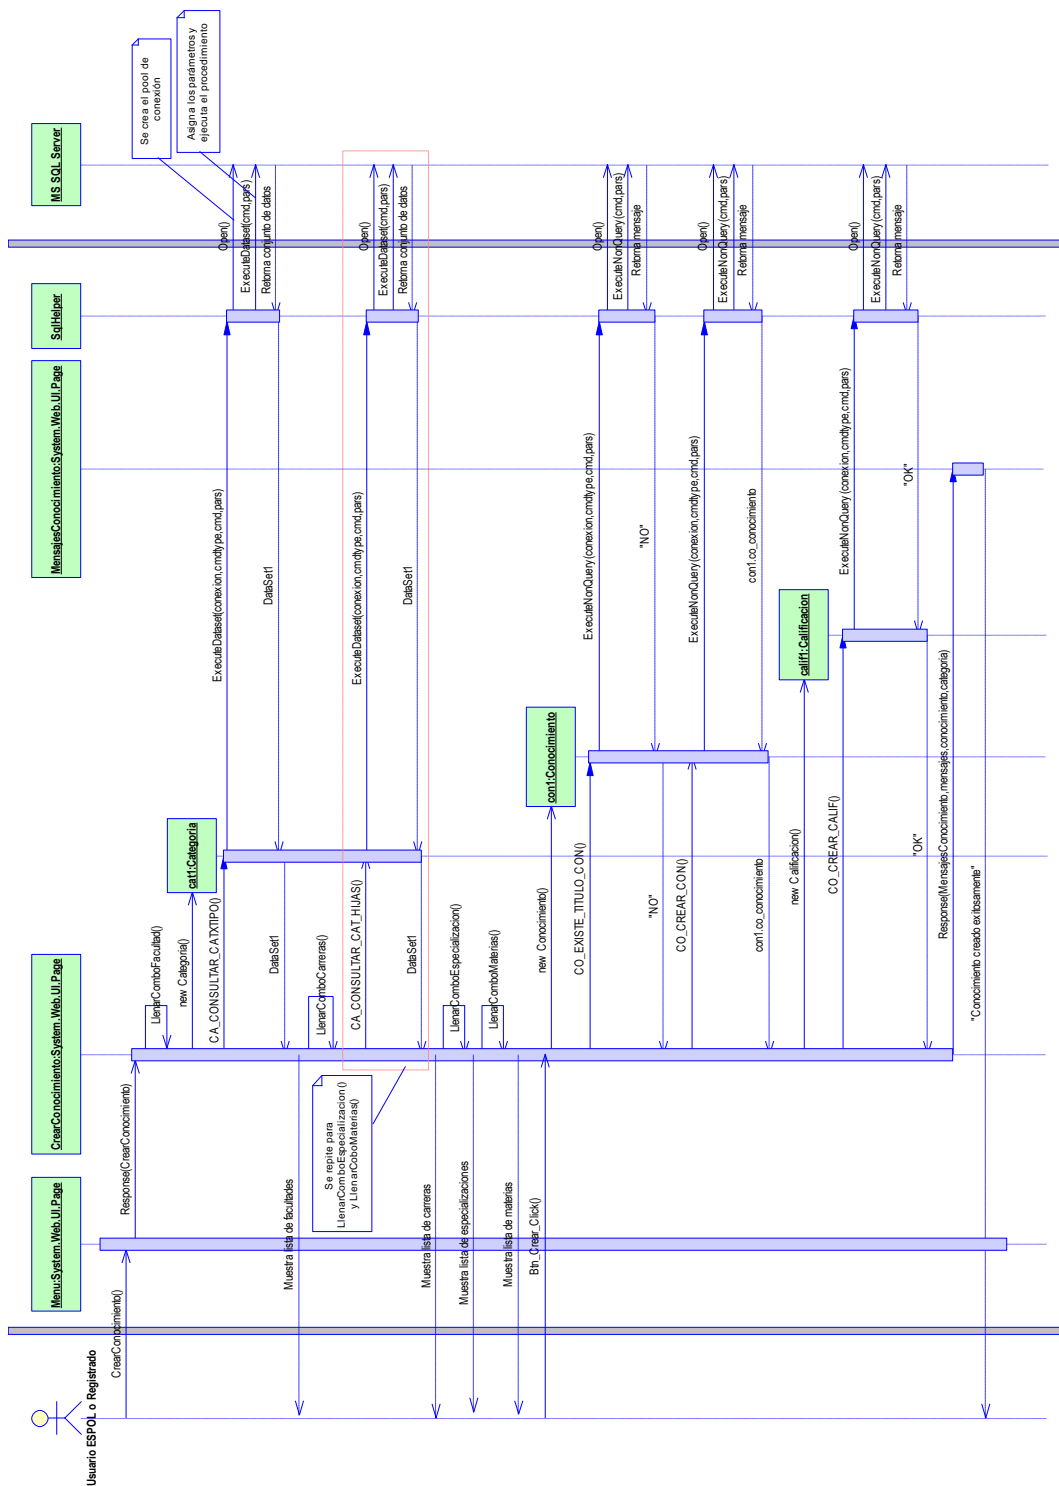 Usuario ESPOL o Registrado
Menu:System.Web.UI.Page
CrearConocimiento:System.Web.UI.Page
cat1:Categoria
con1:Conocimiento
calif1:Calificacion
MensajesConocimiento:System.Web.UI.Page
SqlHelper
MS SQL Server
Se crea el pool de
conexión
Asigna los parámetros y
ejecuta el procedimiento
CrearConocimiento()
Response(CrearConocimiento)
LlenarComboFacultad()
new Categoria()
CA_CONSULTAR_CATXTIPO()
ExecuteDataset(conexion,cmdtype,cmd,pars)
Open()
ExecuteDataset(cmd,pars)
Retorna conjunto de datos
DataSet1
DataSet1
Muestra lista de facultades
LlenarComboCarreras()
CA_CONSULTAR_CAT_HIJAS()
ExecuteDataset(conexion,cmdtype,cmd,pars)
Open()
ExecuteDataset(cmd,pars)
Retorna conjunto de datos
DataSet1
DataSet1
Se repite para
LlenarComboEspecializacion()
y LlenarCoboMaterias()
Muestra lista de carreras
LlenarComboEspecializacion()
Muestra lista de especializaciones
LlenarComboMaterias()
Muestra lista de materias
Btn_Crear_Click()
new Conocimiento()
CO_EXISTE_TITULO_CON()
ExecuteNonQuery(conexion,cmdtype,cmd,pars)
Open()
ExecuteNonQuery(cmd,pars)
Retorna mensaje
"NO"
"NO"
CO_CREAR_CON()
ExecuteNonQuery(conexion,cmdtype,cmd,pars)
Open()
ExecuteNonQuery(cmd,pars)
Retorna mensaje
con1.co_conocimiento
con1.co_conocimiento
new Calificacion()
CO_CREAR_CALIF()
ExecuteNonQuery(conexion,cmdtype,cmd,pars)
Open()
ExecuteNonQuery(cmd,pars)
Retorna mensaje
"OK"
"OK"
Response(MensajesConocimiento,mensajes,conocimiento,categoria)
"Conocimiento creado exitosamente"